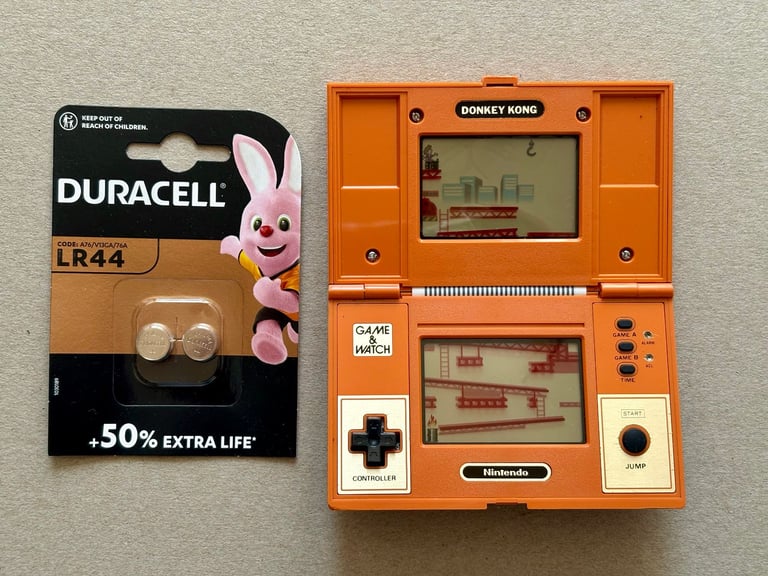 KEEP OUT OF
REACH OF CHILDREN.
DURACELL®
CODE: A76/V13GA/76A
LR44
DURACELL
+50% EXTRA LIFE*
DONKEY KONG
GAME
&
WATCH
GAME A
ALARM
GAME B
ACL
TIME
START
JUMP
CONTROLLER
Nintendo